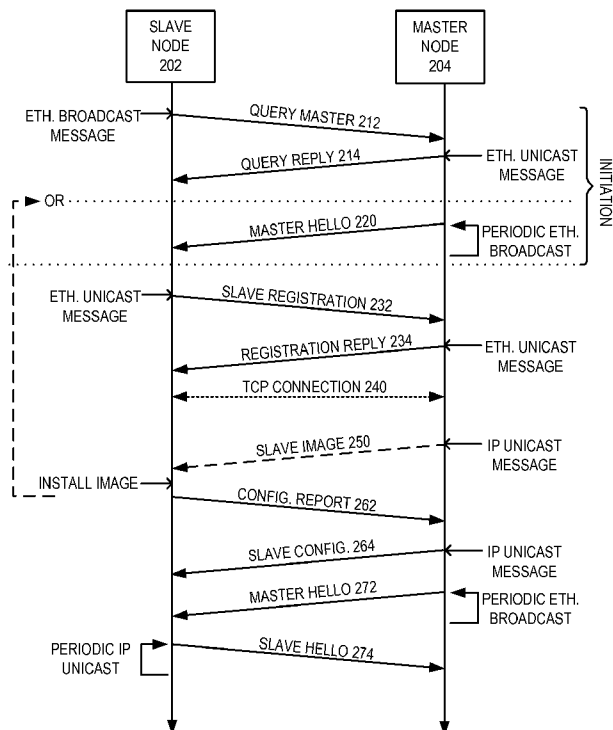 SLAVE
NODE
202
MASTER
NODE
204
ETH. BROADCAST
MESSAGE
QUERY MASTER 212
QUERY REPLY 214
ETH. UNICAST
MESSAGE
INITIATION
OR
MASTER HELLO 220
PERIODIC ETH.
BROADCAST
ETH. UNICAST
MESSAGE
SLAVE REGISTRATION 232
REGISTRATION REPLY 234
ETH. UNICAST
MESSAGE
TCP CONNECTION 240
SLAVE IMAGE 250
IP UNICAST
MESSAGE
INSTALL IMAGE
CONFIG. REPORT 262
SLAVE CONFIG. 264
IP UNICAST
MESSAGE
MASTER HELLO 272
PERIODIC ETH.
BROADCAST
PERIODIC IP
UNICAST
SLAVE HELLO 274